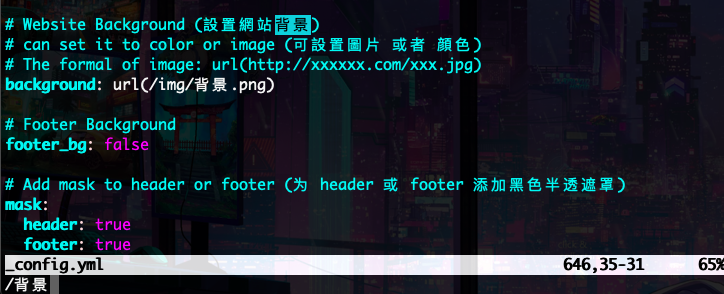 # Website Background (設置網站背景)
# can set it to color or image (可設置圖片 或者 顔色)
# The formal of image: url(http://xxxxxx.com/xxx.jpg)
background: url(/img/背景.png)
# Footer Background
footer_bg: false
# Add mask to header or footer (为 header 或 footer 添加黑色半透遮罩)
mask:
header: true
footer: true
_config.yml 646,35-31 65%
/背景